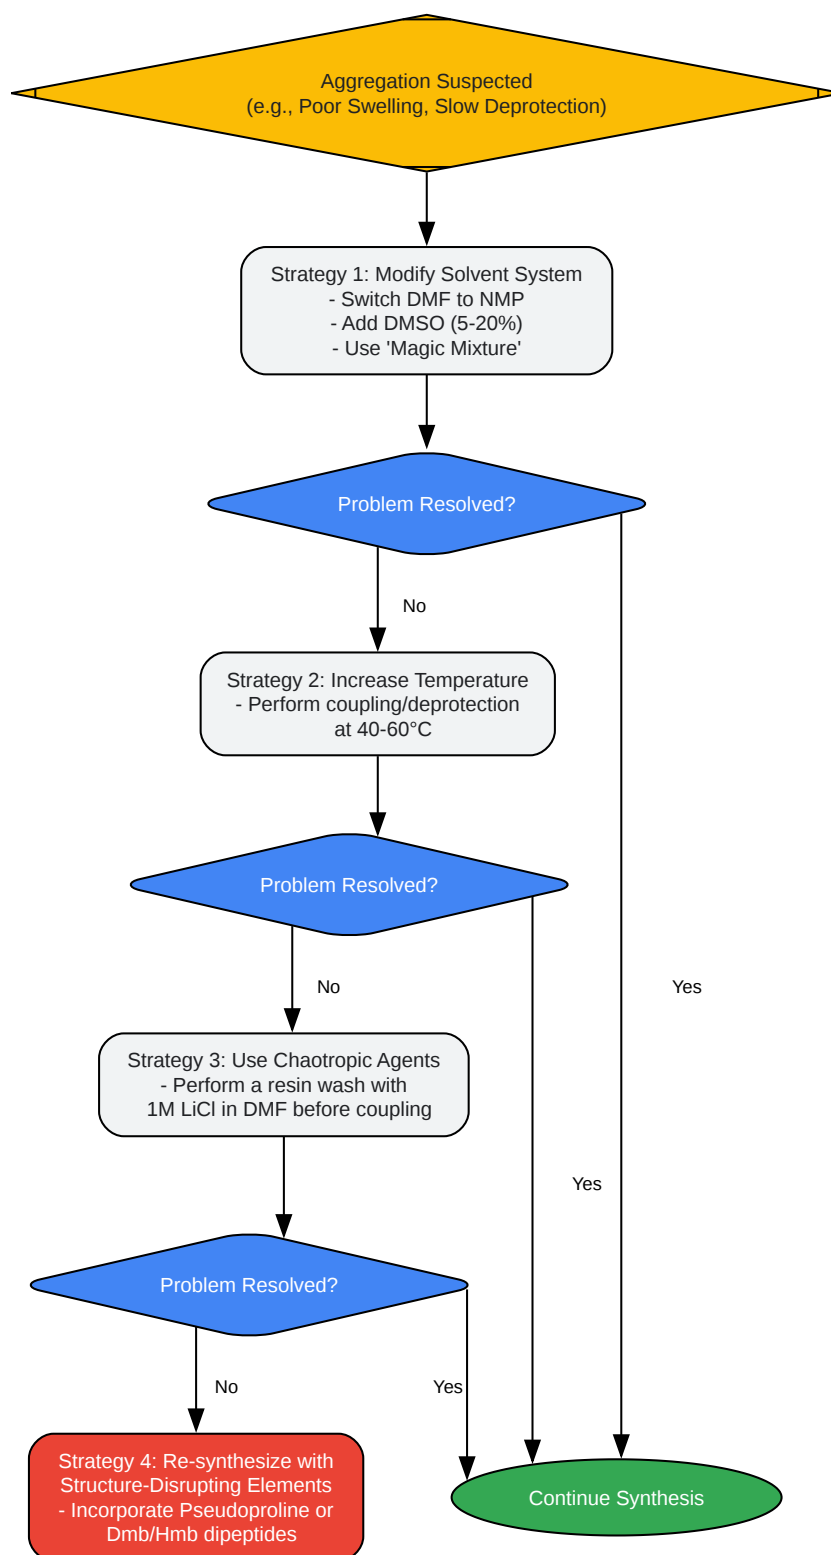 Aggregation Suspected
(e.g., Poor Swelling, Slow Deprotection)
Strategy 1: Modify Solvent System
- Switch DMF to NMP
- Add DMSO (5-20%)
- Use 'Magic Mixture'
Problem Resolved?
No
Strategy 2: Increase Temperature
- Perform coupling/deprotection
at 40-60°C
Problem Resolved?
No
Yes
Strategy 3: Use Chaotropic Agents
- Perform a resin wash with
1M LiCl in DMF before coupling
Yes
Problem Resolved?
No
Yes
Strategy 4: Re-synthesize with
Structure-Disrupting Elements
- Incorporate Pseudoproline or
Dmb/Hmb dipeptides
Continue Synthesis